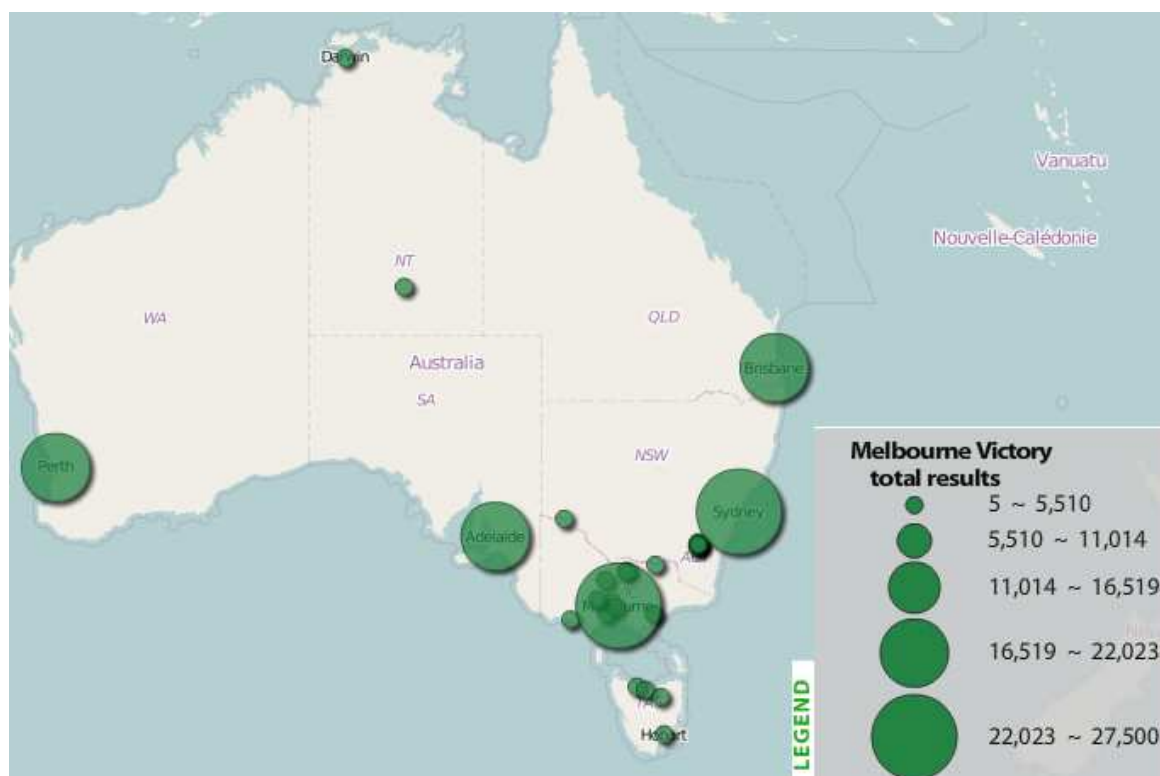 Darwin
Vanuatu
Nouvelle-Calédonie
NT
WA
QLD
Australia
Brisbane
SA
NSW
Perth
Sydney
Adelaide
Melbourne
Hobart
Melbourne Victory
total results
5 ~ 5,510
5,510 ~ 11,014
11,014 ~ 16,519
16,519 ~ 22,023
22,023 ~ 27,500
LEGEND